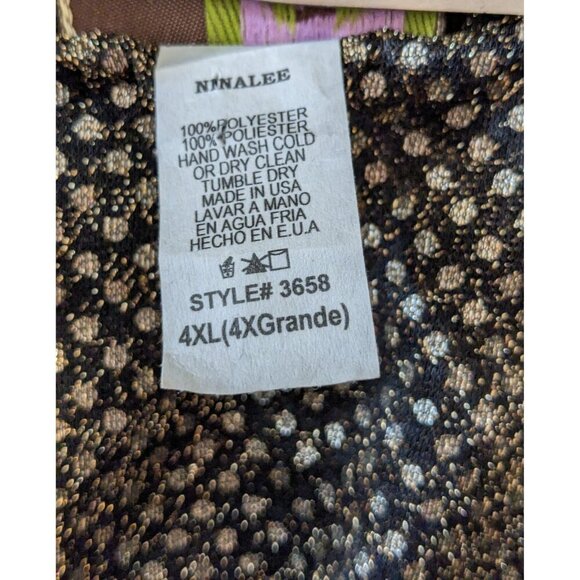 NINALEE
100%POLYESTER
100% POLIESTER
HAND WASH COLD
OR DRY CLEAN
TUMBLE DRY
MADE IN USA
LAVAR A MANO
EN AGUA FRIA
HECHO EN E.U.A
STYLE# 3658
4XL(4XGrande)